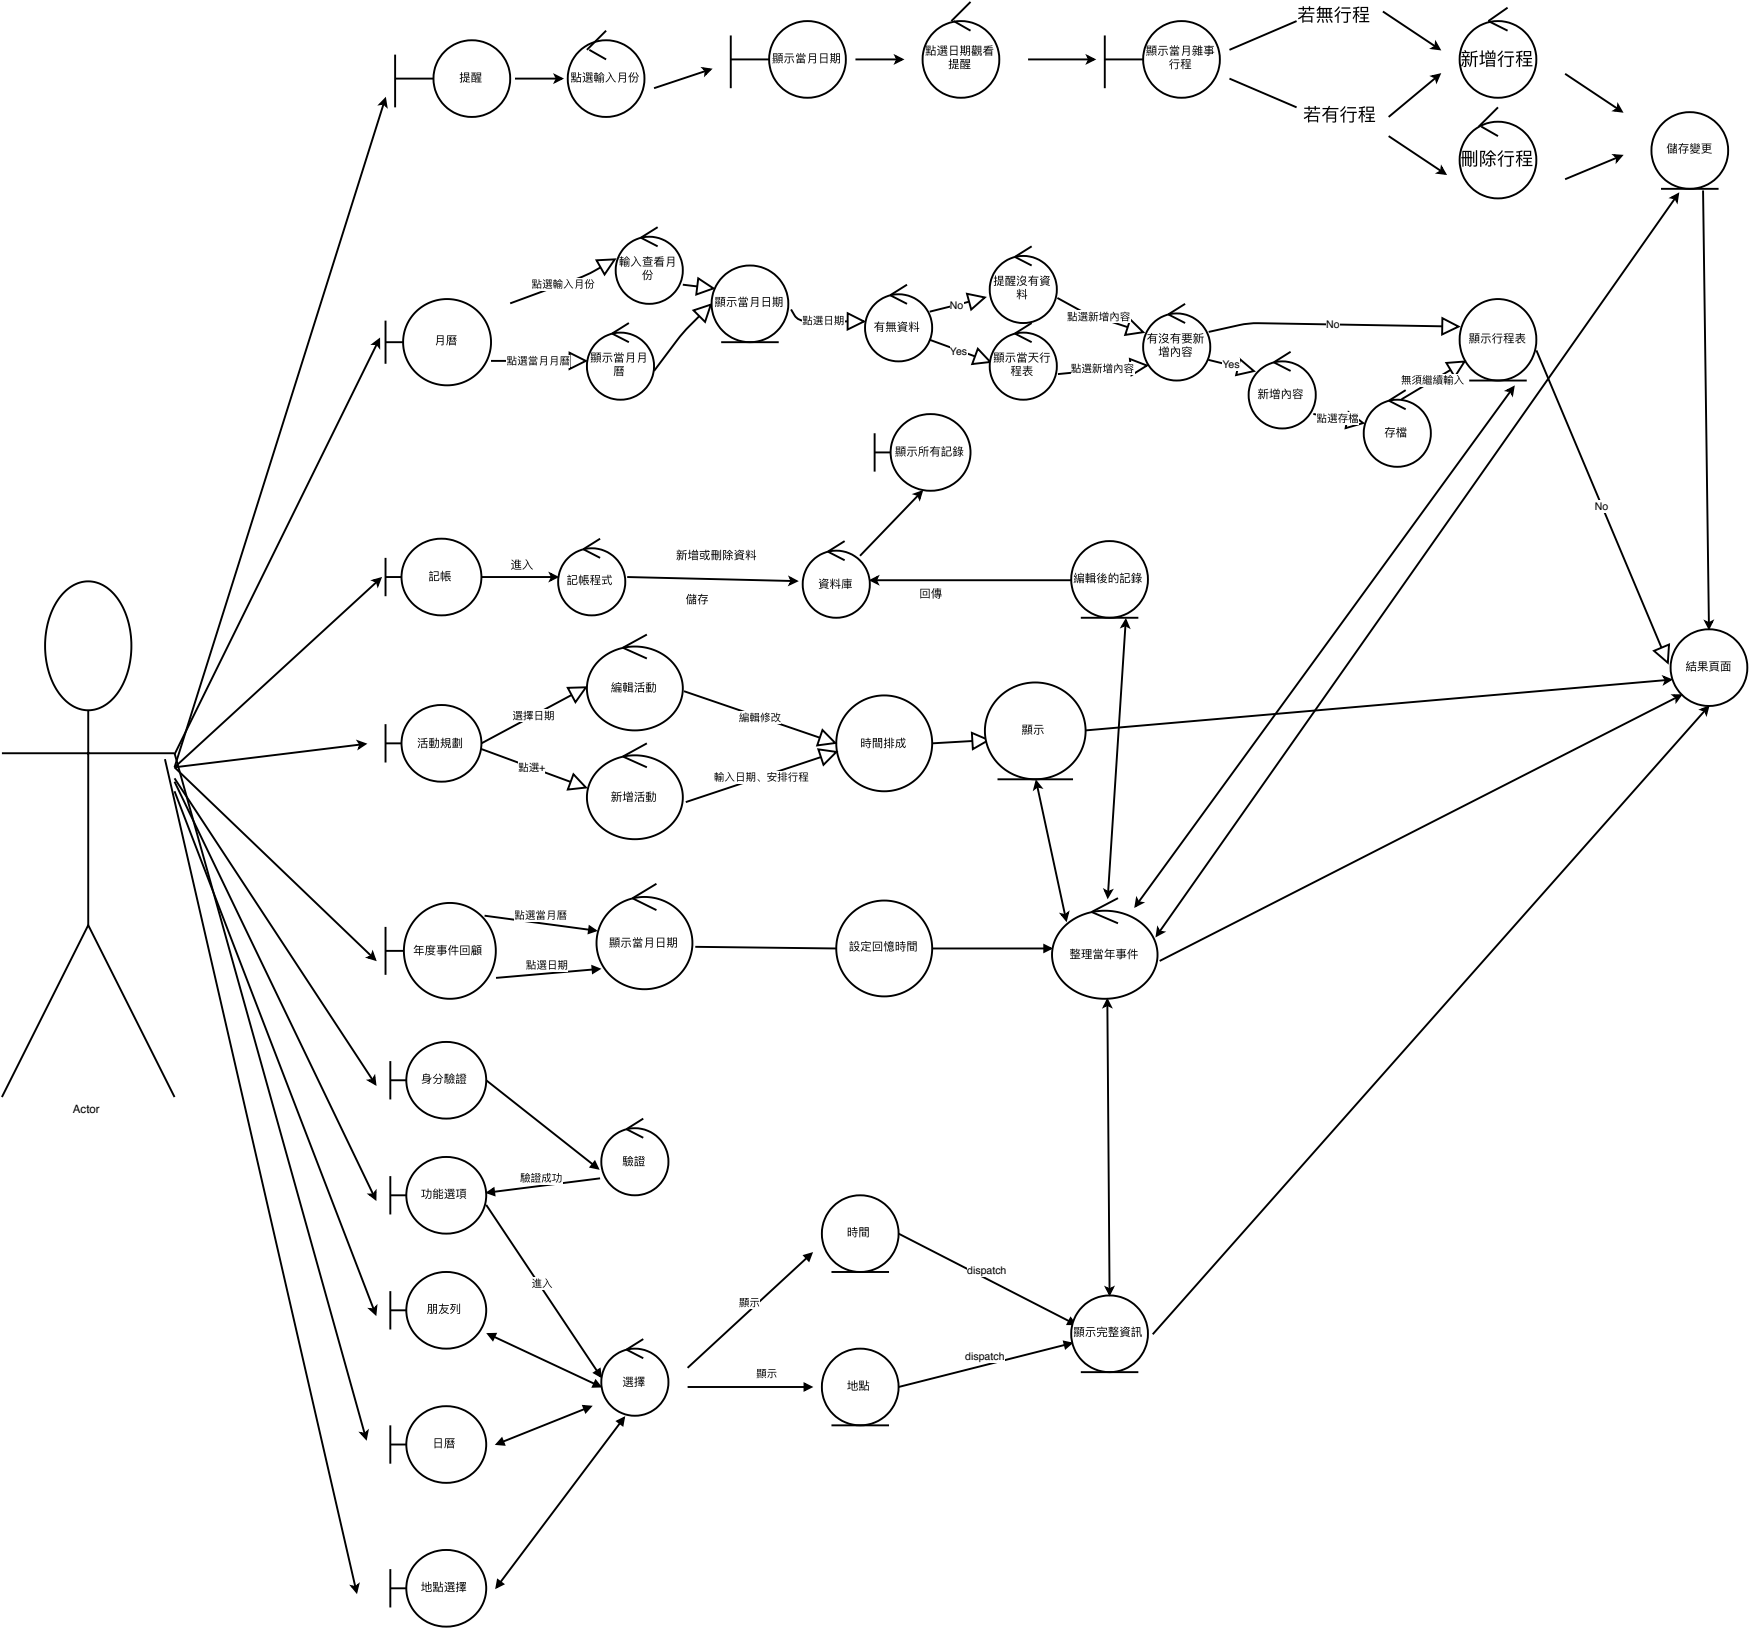 提醒
點選輸入月份
顯示當月日期
點選日期觀看
提醒
顯示當月雜事
行程
若無行程
若有行程
新增行程
刪除行程
儲存變更
月曆
點選輸入月份
點選當月月曆
輸入查看月
份
顯示當月月
曆
顯示當月日期
點選日期
有無資料
No
Yes
提醒沒有資
料
顯示當天行
程表
點選新增內容
點選新增內容
有沒有要新
增內容
No
Yes
新增內容
點選存檔
存檔
無須繼續輸入
顯示行程表
No
顯示所有記錄
記帳
進入
記帳程式
新增或刪除資料
儲存
資料庫
回傳
編輯後的記錄
活動規劃
選擇日期
點選+
編輯活動
新增活動
編輯修改
輸入日期、安排行程
時間排成
顯示
結果頁面
年度事件回顧
點選當月曆
點選日期
顯示當月日期
設定回憶時間
整理當年事件
Actor
身分驗證
驗證
驗證成功
功能選項
進入
朋友列
選擇
顯示
顯示
時間
地點
dispatch
dispatch
顯示完整資訊
日曆
地點選擇